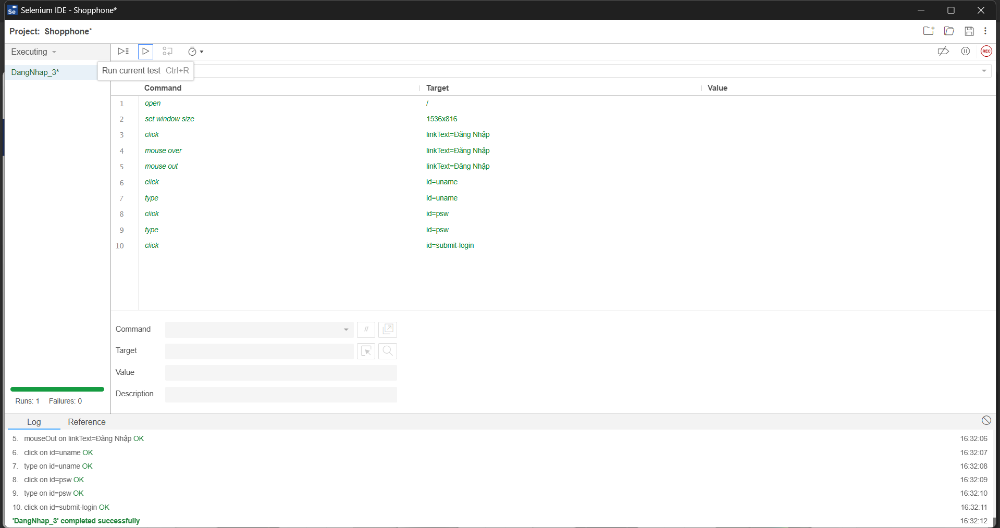 Selenium IDE - Shopphone*
Project: Shopphone*
Executing
REC
DangNhap_3*
Run current test Ctrl+R
Command Target Value
1 open /
2 set window size 1536x816
3 click linkText=Đăng Nhập
4 mouse over linkText=Đăng Nhập
5 mouse out linkText=Đăng Nhập
6 click id=uname
7 type id=uname
8 click id=psw
9 type id=psw
10 click id=submit-login
Command //
Target
Value
Description
Runs: 1 Failures: 0
Log Reference
5. mouseOut on linkText=Đăng Nhập OK 16:32:06
6. click on id=uname OK 16:32:07
7. type on id=uname OK 16:32:08
8. click on id=psw OK 16:32:09
9. type on id=psw OK 16:32:10
10. click on id=submit-login OK 16:32:11
'DangNhap_3' completed successfully 16:32:12